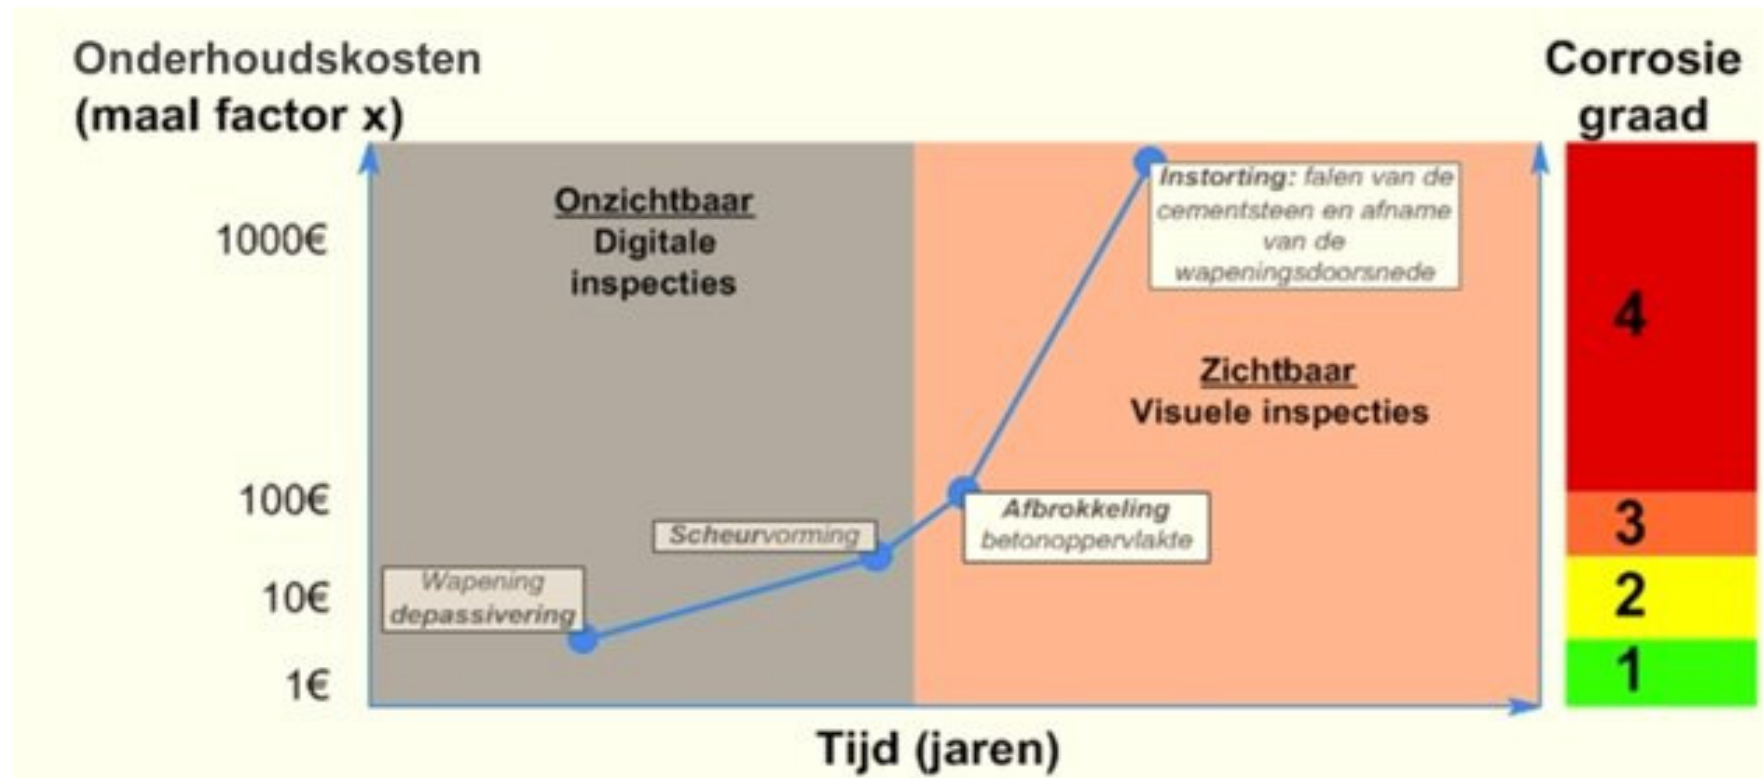 Onderhoudskosten
(maal factor x)
Corrosie
graad
1000€
100€
10€
1€
Onzichtbaar
Digitale
inspecties
Instorting: falen van de
cementsteen en afname
van de
wapeningsdoorsnede
Zichtbaar
Visuele inspecties
Scheurvorming
Afbrokkeling
betonoppervlakte
Wapening
depassivering
4
3
2
1
Tijd (jaren)